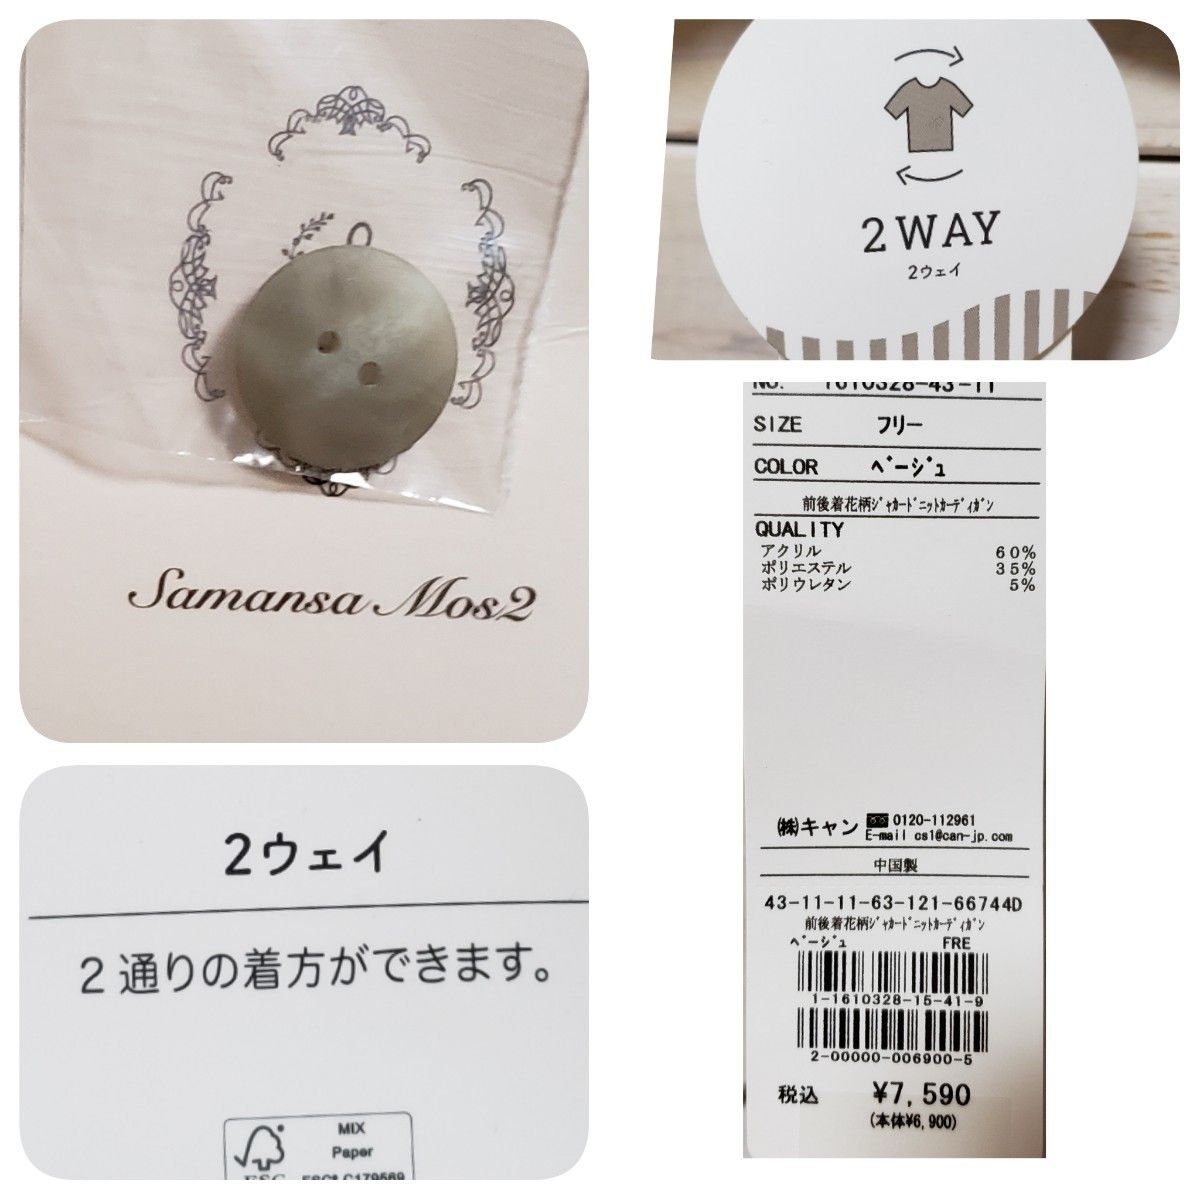 Samansa Mos2
2WAY
2ウェイ
2ウェイ
2通りの着方ができます。
MIX
Paper
FSC® C179569
NO. 1610328-43-11
SIZE フリー
COLOR ベージュ
前後着花柄ジャカードニットカーディガン
QUALITY
アクリル 60%
ポリエステル 35%
ポリウレタン 5%
㈱キャン 0120-112961
E-mail cs1@can-jp.com
中国製
43-11-11-63-121-66744D
前後着花柄ジャカードニットカーディガン
ベージュ FRE
1-1610328-15-41-9
2-00000-006900-5
税込 ¥7,590
(本体¥6,900)